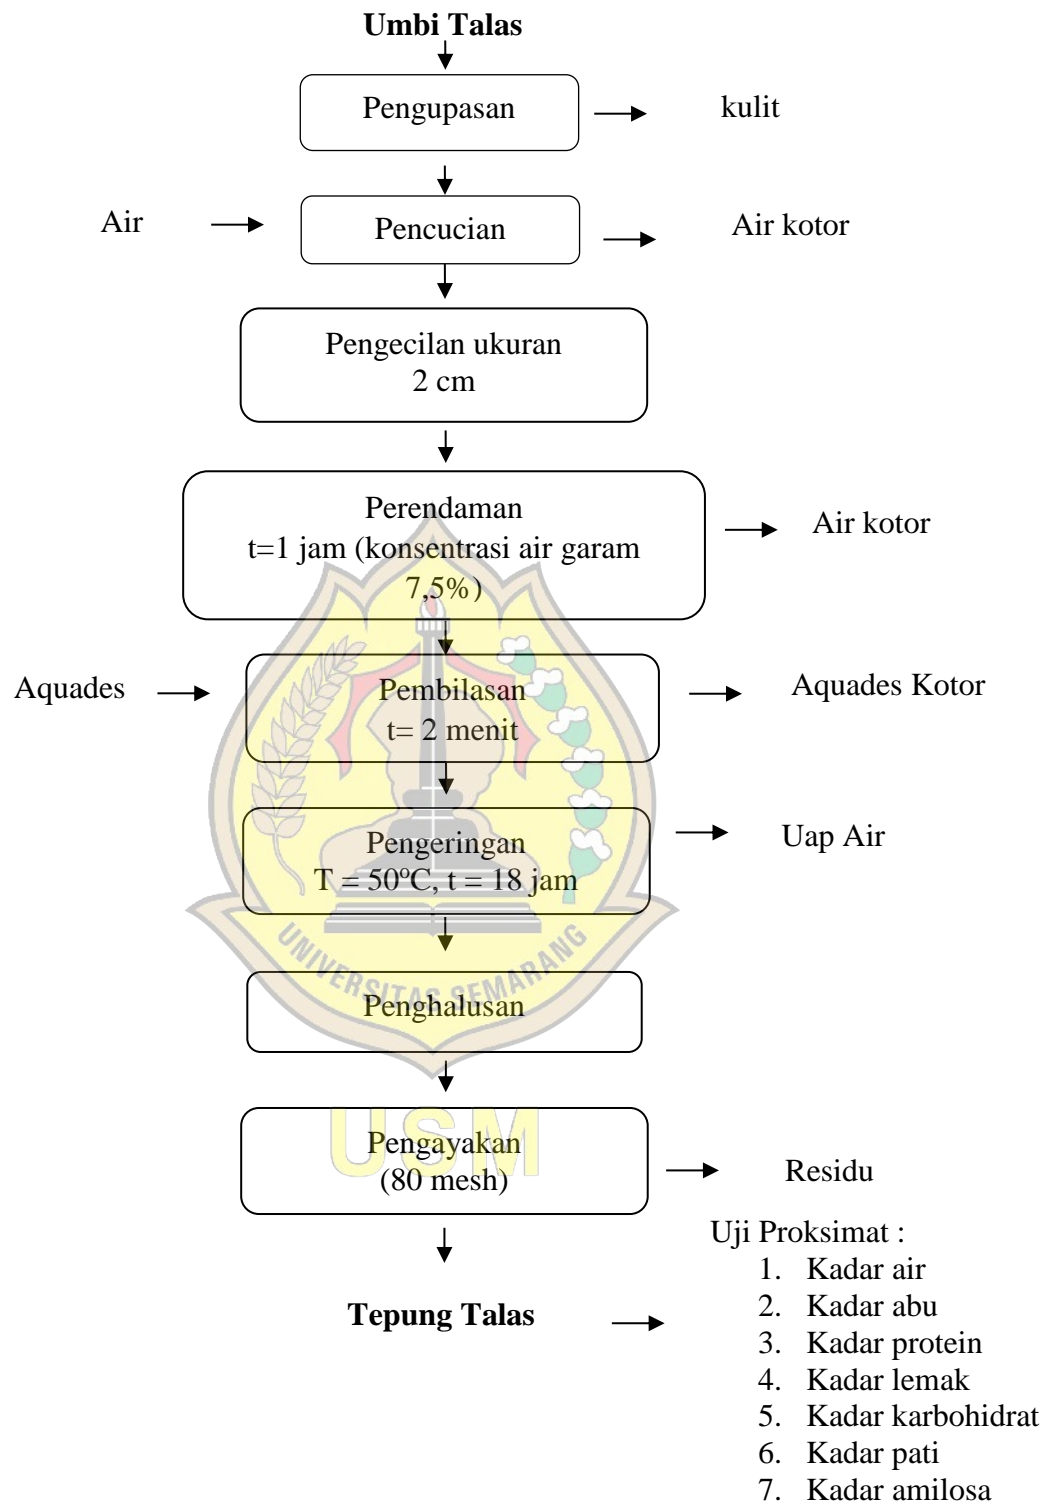 Umbi Talas
Pengupasan
kulit
Air
Pencucian
Air kotor
Pengecilan ukuran
2 cm
Perendaman
t=1 jam (konsentrasi air garam
7,5%)
Air kotor
Aquades
Pembilasan
t= 2 menit
Aquades Kotor
Pengeringan
T = 50ºC, t = 18 jam
Uap Air
UNIVERSITAS SEMARANG
Penghalusan
USM
Pengayakan
(80 mesh)
Residu
Tepung Talas
Uji Proksimat :
1. Kadar air
2. Kadar abu
3. Kadar protein
4. Kadar lemak
5. Kadar karbohidrat
6. Kadar pati
7. Kadar amilosa